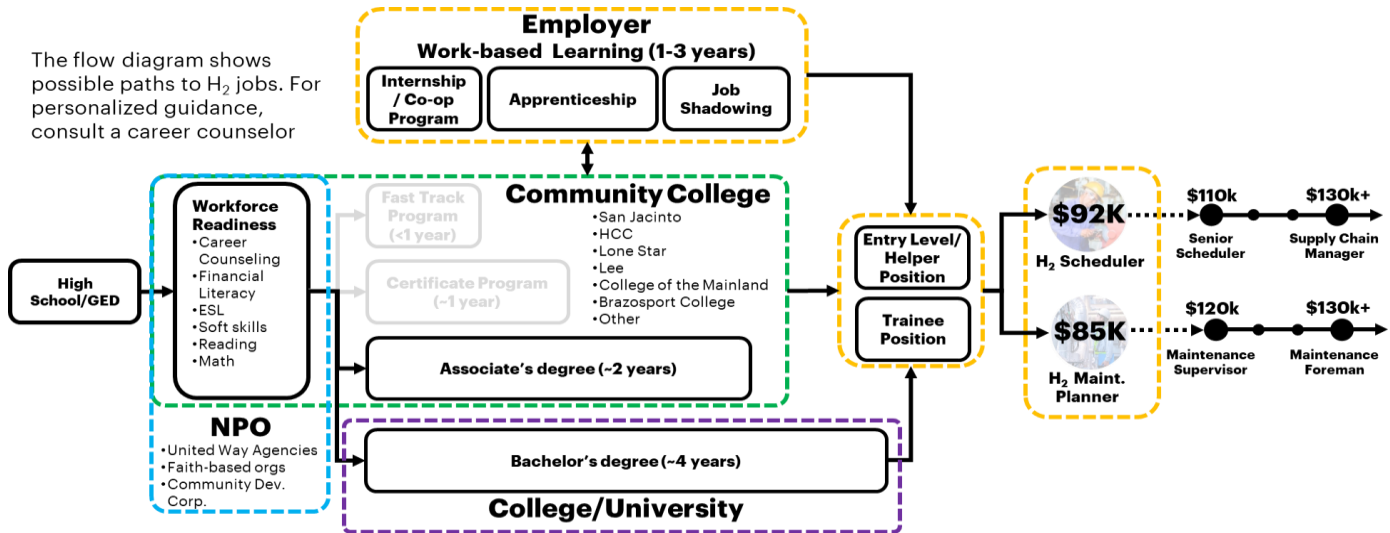 The flow diagram shows
possible paths to H₂ jobs. For
personalized guidance,
consult a career counselor
Employer
Work-based Learning (1-3 years)
Internship
/ Co-op
Program
Apprenticeship
Job
Shadowing
High
School/GED
Workforce
Readiness
•Career
Counseling
•Financial
Literacy
•ESL
•Soft skills
•Reading
•Math
NPO
•United Way Agencies
•Faith-based orgs
•Community Dev.
Corp.
Fast Track
Program
(<1 year)
Certificate Program
(~1 year)
Community College
•San Jacinto
•HCC
•Lone Star
•Lee
•College of the Mainland
•Brazosport College
•Other
Associate's degree (~2 years)
Bachelor's degree (~4 years)
College/University
Entry Level/
Helper
Position
Trainee
Position
$92K
H₂ Scheduler
$110k
Senior
Scheduler
$130k+
Supply Chain
Manager
$85K
H₂ Maint.
Planner
$120k
Maintenance
Supervisor
$130k+
Maintenance
Foreman